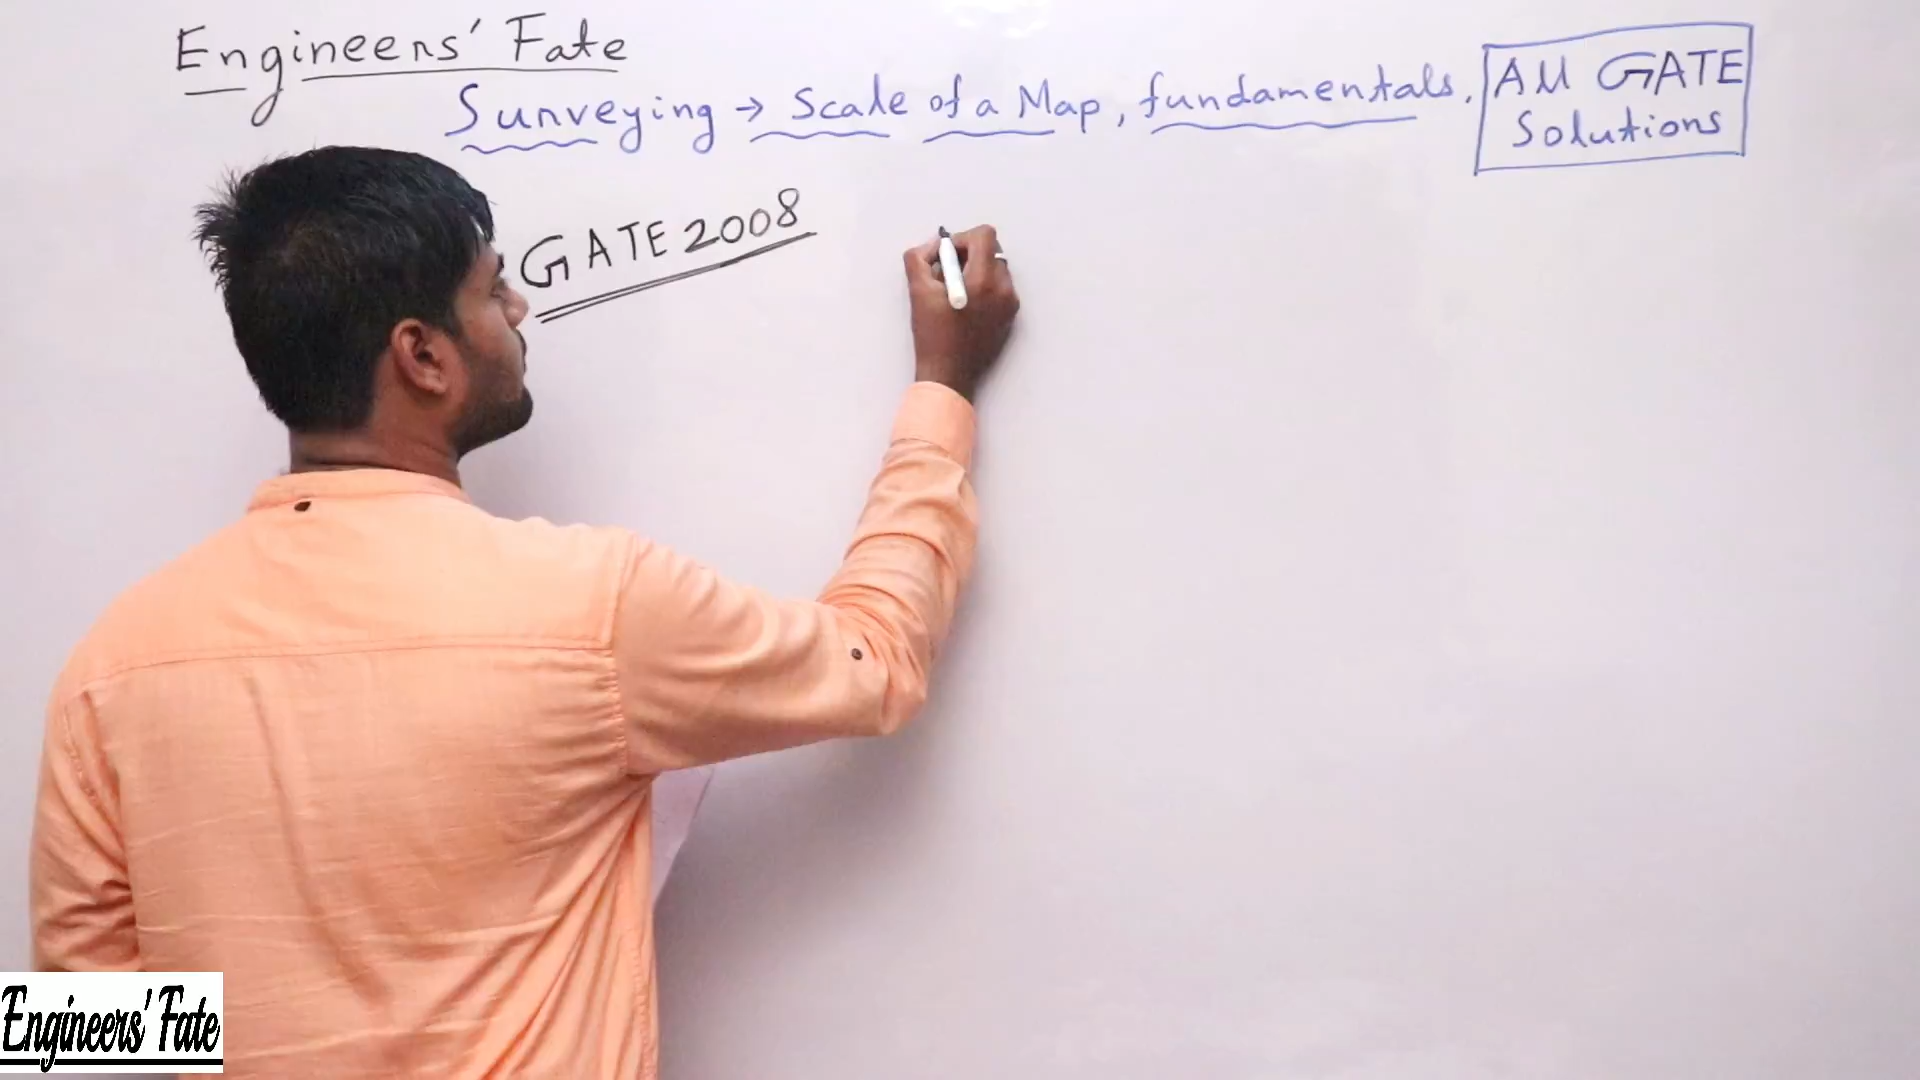 Engineers' Fate
Surveying → Scale of a Map, fundamentals, All GATE
Solutions
GATE 2008
Engineers' Fate